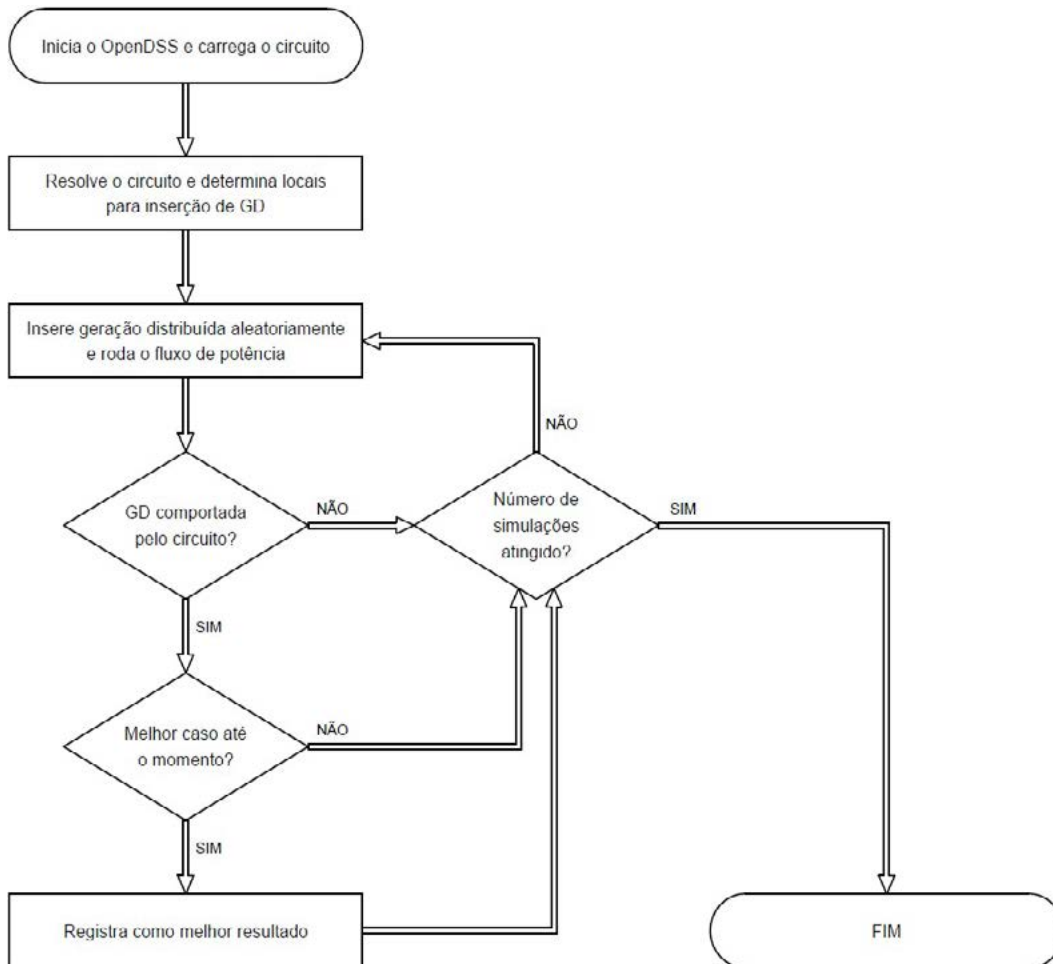 Inicia o OpenDSS e carrega o circuito
Resolve o circuito e determina locais
para inserção de GD
Insere geração distribuída aleatoriamente
e roda o fluxo de potência
NÃO
GD comportada
pelo circuito?
NÃO
Número de
simulações
atingido?
SIM
SIM
Melhor caso até
o momento?
NÃO
SIM
Registra como melhor resultado
FIM